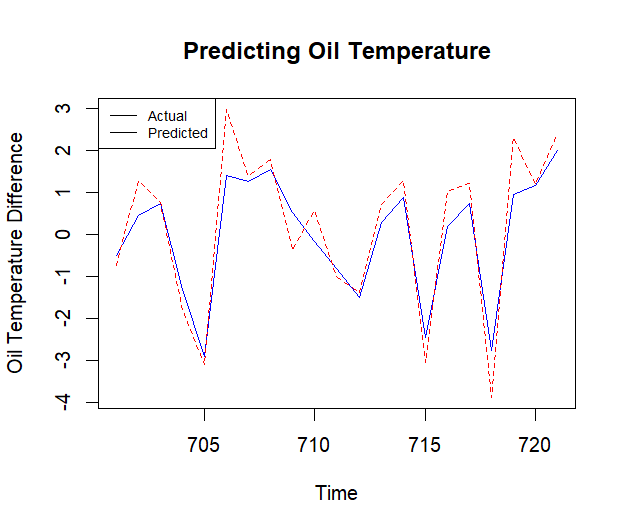 Predicting Oil Temperature
Actual
Predicted
Oil Temperature Difference
3
2
1
0
-1
-2
-3
-4
705 710 715 720
Time